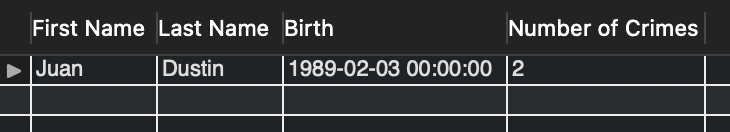 First Name Last Name Birth Number of Crimes
Juan Dustin 1989-02-03 00:00:00 2